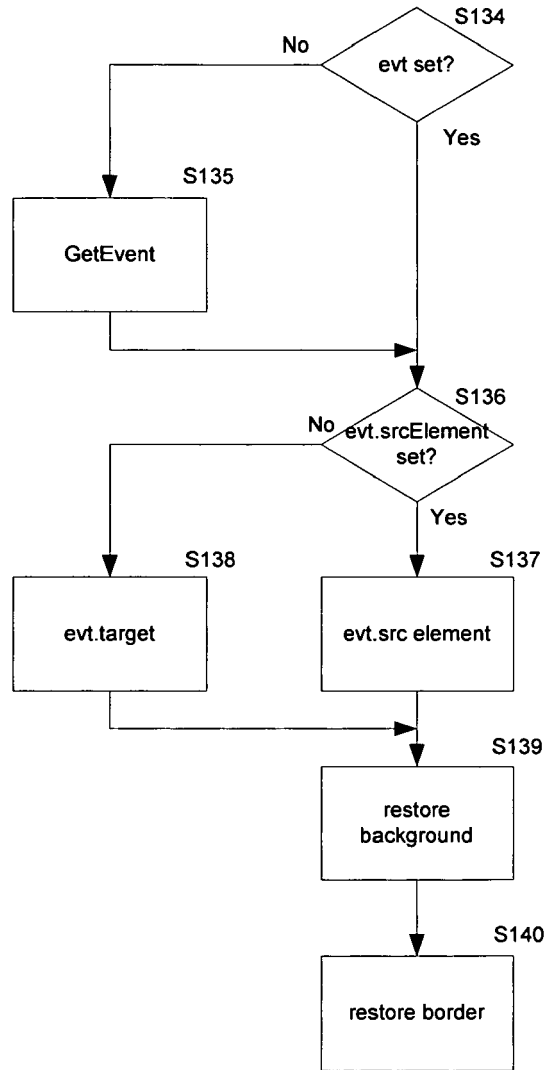 S134
No
evt set?
Yes
S135
GetEvent
S136
No
evt.srcElement
set?
Yes
S138
S137
evt.target
evt.src element
S139
restore
background
S140
restore border